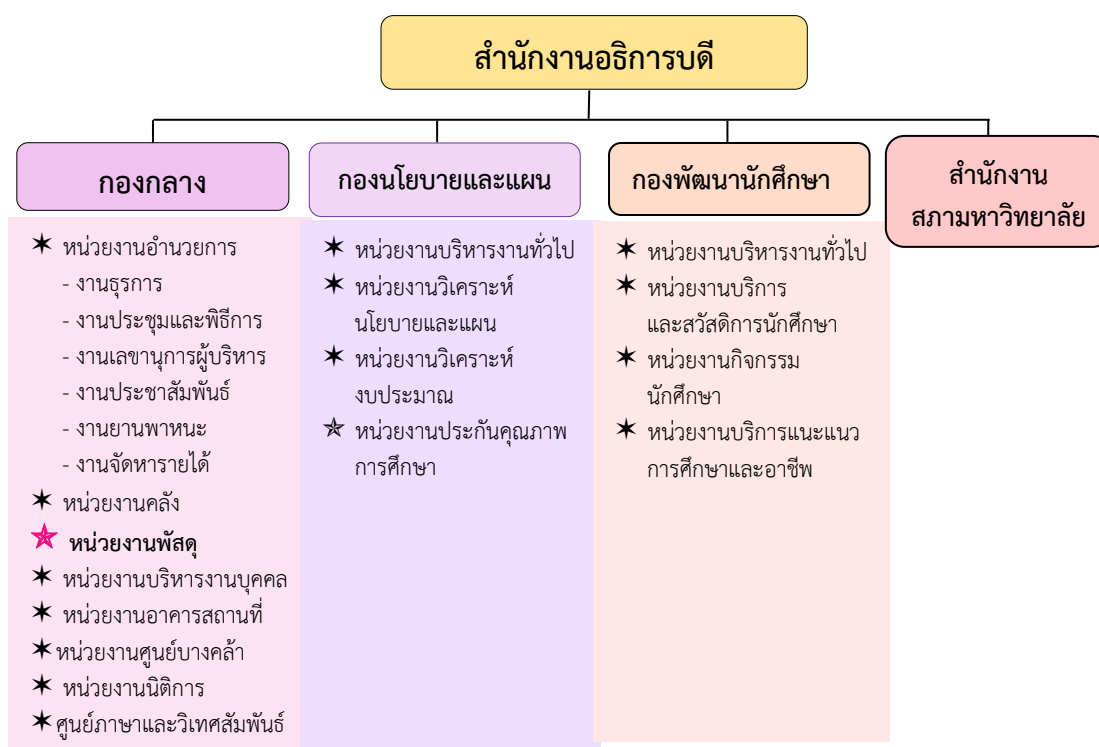 สำนักงานอธิการบดี
กองกลาง
หน่วยงานอำนวยการ
- งานธุรการ
- งานประชุมและพิธีการ
- งานเลขานุการผู้บริหาร
- งานประชาสัมพันธ์
- งานยานพาหนะ
- งานจัดหารายได้
หน่วยงานคลัง
หน่วยงานพัสดุ
หน่วยงานบริหารงานบุคคล
หน่วยงานอาคารสถานที่
หน่วยงานศูนย์บางคล้า
หน่วยงานนิติการ
ศูนย์ภาษาและวิเทศสัมพันธ์
กองนโยบายและแผน
หน่วยงานบริหารงานทั่วไป
หน่วยงานวิเคราะห์
นโยบายและแผน
หน่วยงานวิเคราะห์
งบประมาณ
หน่วยงานประกันคุณภาพ
การศึกษา
กองพัฒนานักศึกษา
หน่วยงานบริหารงานทั่วไป
หน่วยงานบริการ
และสวัสดิการนักศึกษา
หน่วยงานกิจกรรม
นักศึกษา
หน่วยงานบริการแนะแนว
การศึกษาและอาชีพ
สำนักงาน
สภามหาวิทยาลัย